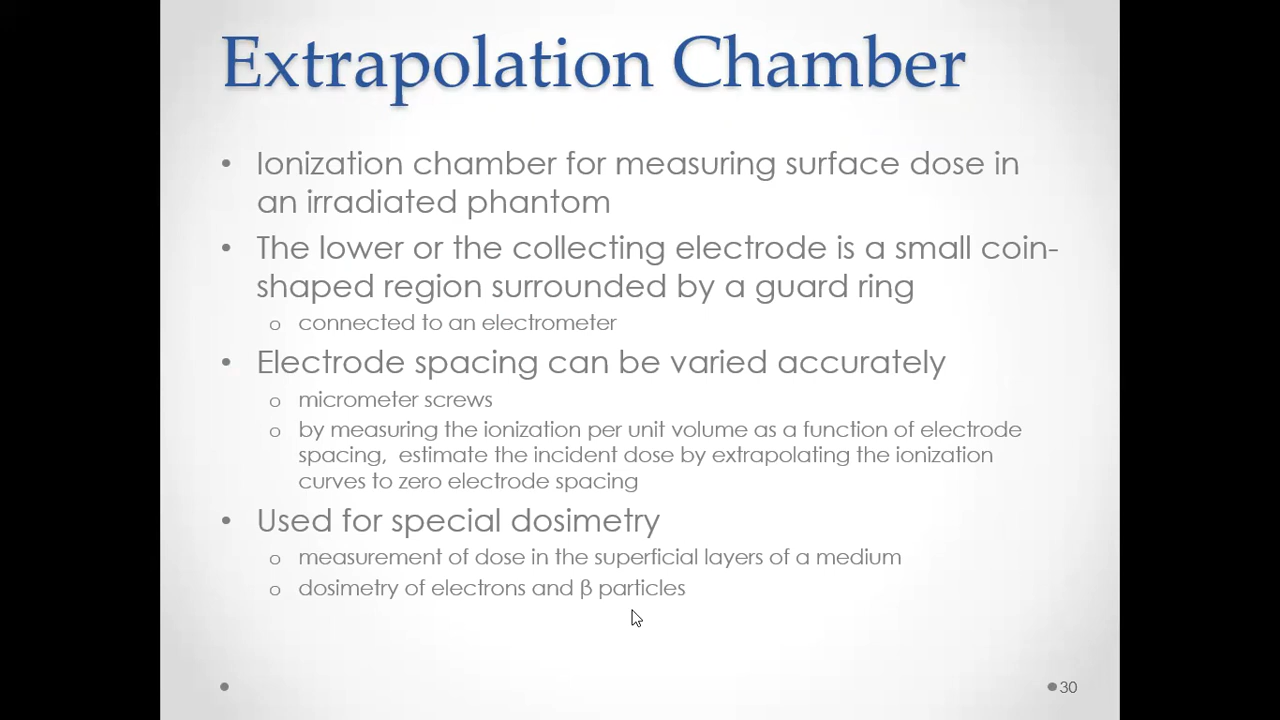 Extrapolation Chamber
• Ionization chamber for measuring surface dose in
an irradiated phantom
• The lower or the collecting electrode is a small coin-
shaped region surrounded by a guard ring
o connected to an electrometer
• Electrode spacing can be varied accurately
o micrometer screws
o by measuring the ionization per unit volume as a function of electrode
spacing,  estimate the incident dose by extrapolating the ionization
curves to zero electrode spacing
• Used for special dosimetry
o measurement of dose in the superficial layers of a medium
o dosimetry of electrons and β particles
• 30